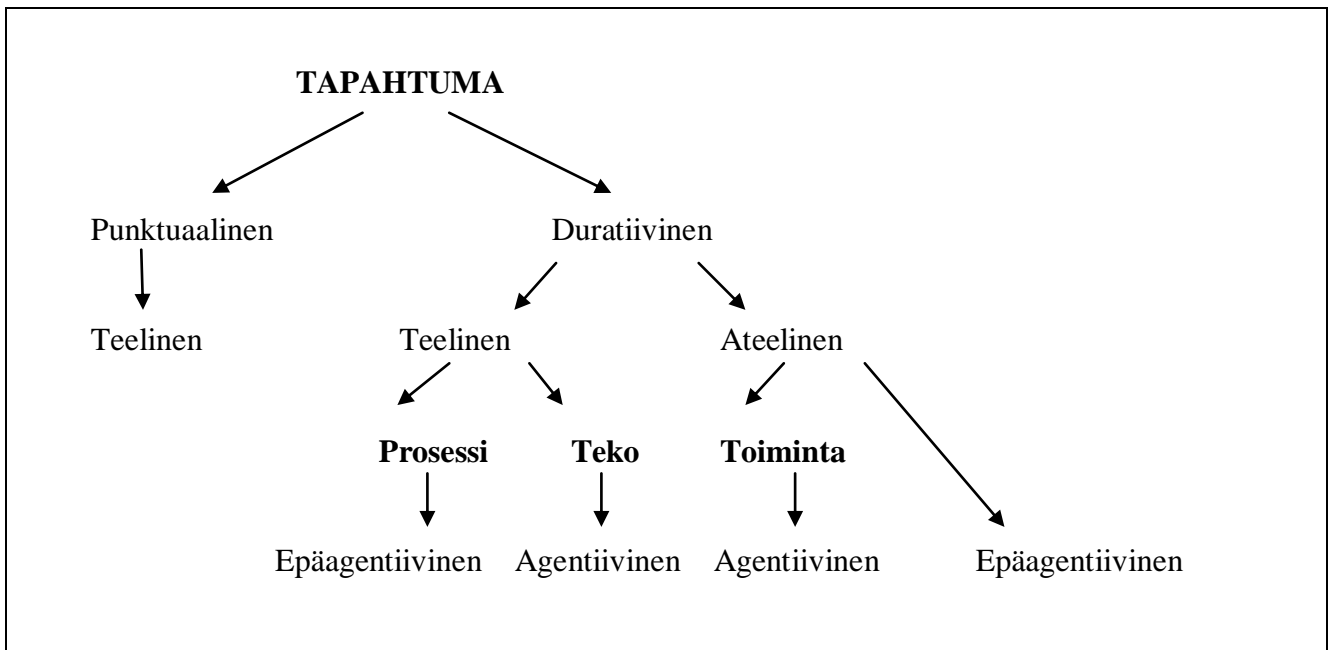 TAPAHTUMA
Punktuaalinen Duratiivinen
Teelinen Teelinen Ateelinen
Prosessi Teko Toiminta
Epäagentiivinen Agentiivinen Agentiivinen Epäagentiivinen